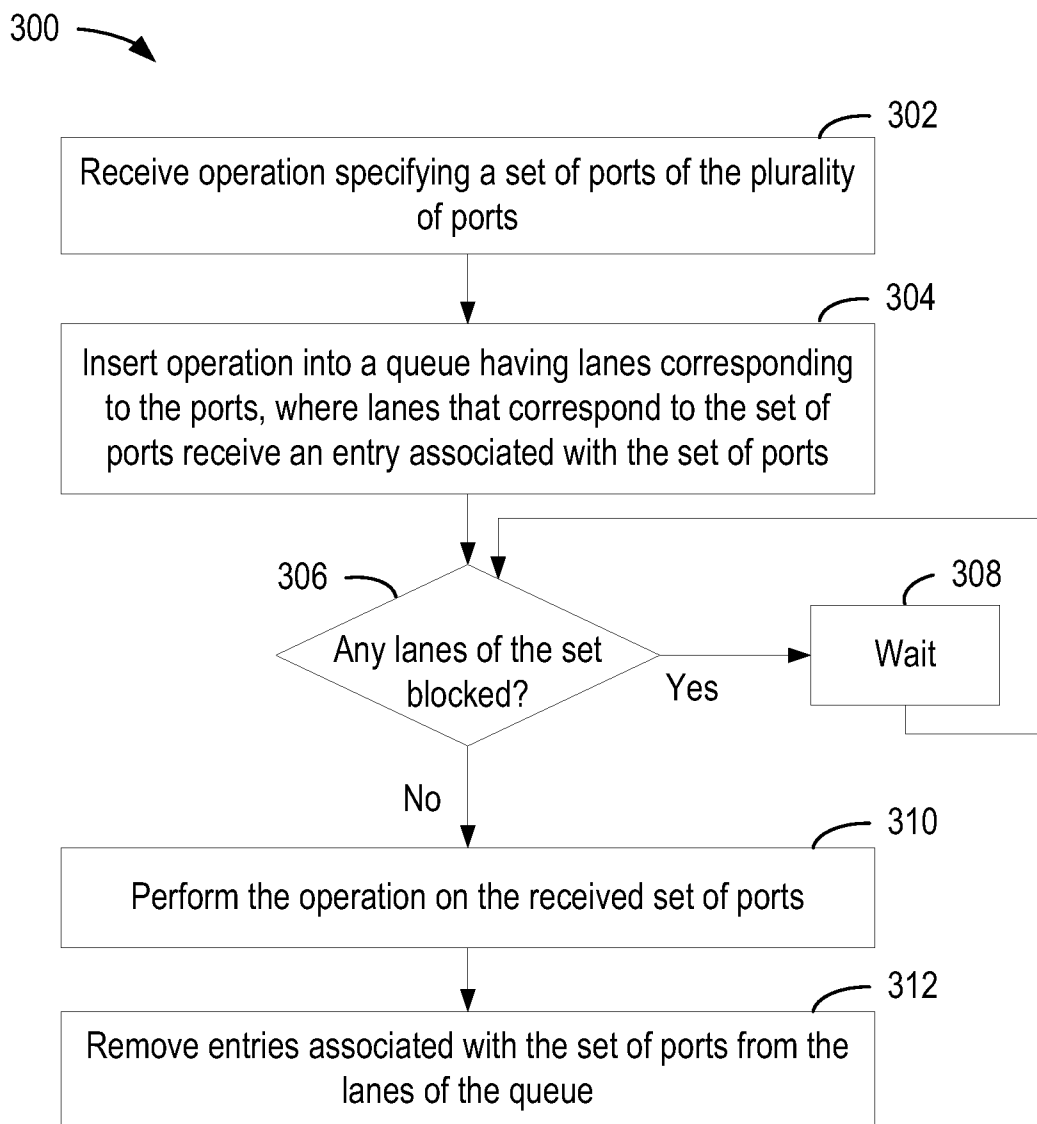 300
302
Receive operation specifying a set of ports of the plurality
of ports
304
Insert operation into a queue having lanes corresponding
to the ports, where lanes that correspond to the set of
ports receive an entry associated with the set of ports
306
308
Any lanes of the set
blocked?
Wait
Yes
No
310
Perform the operation on the received set of ports
312
Remove entries associated with the set of ports from the
lanes of the queue